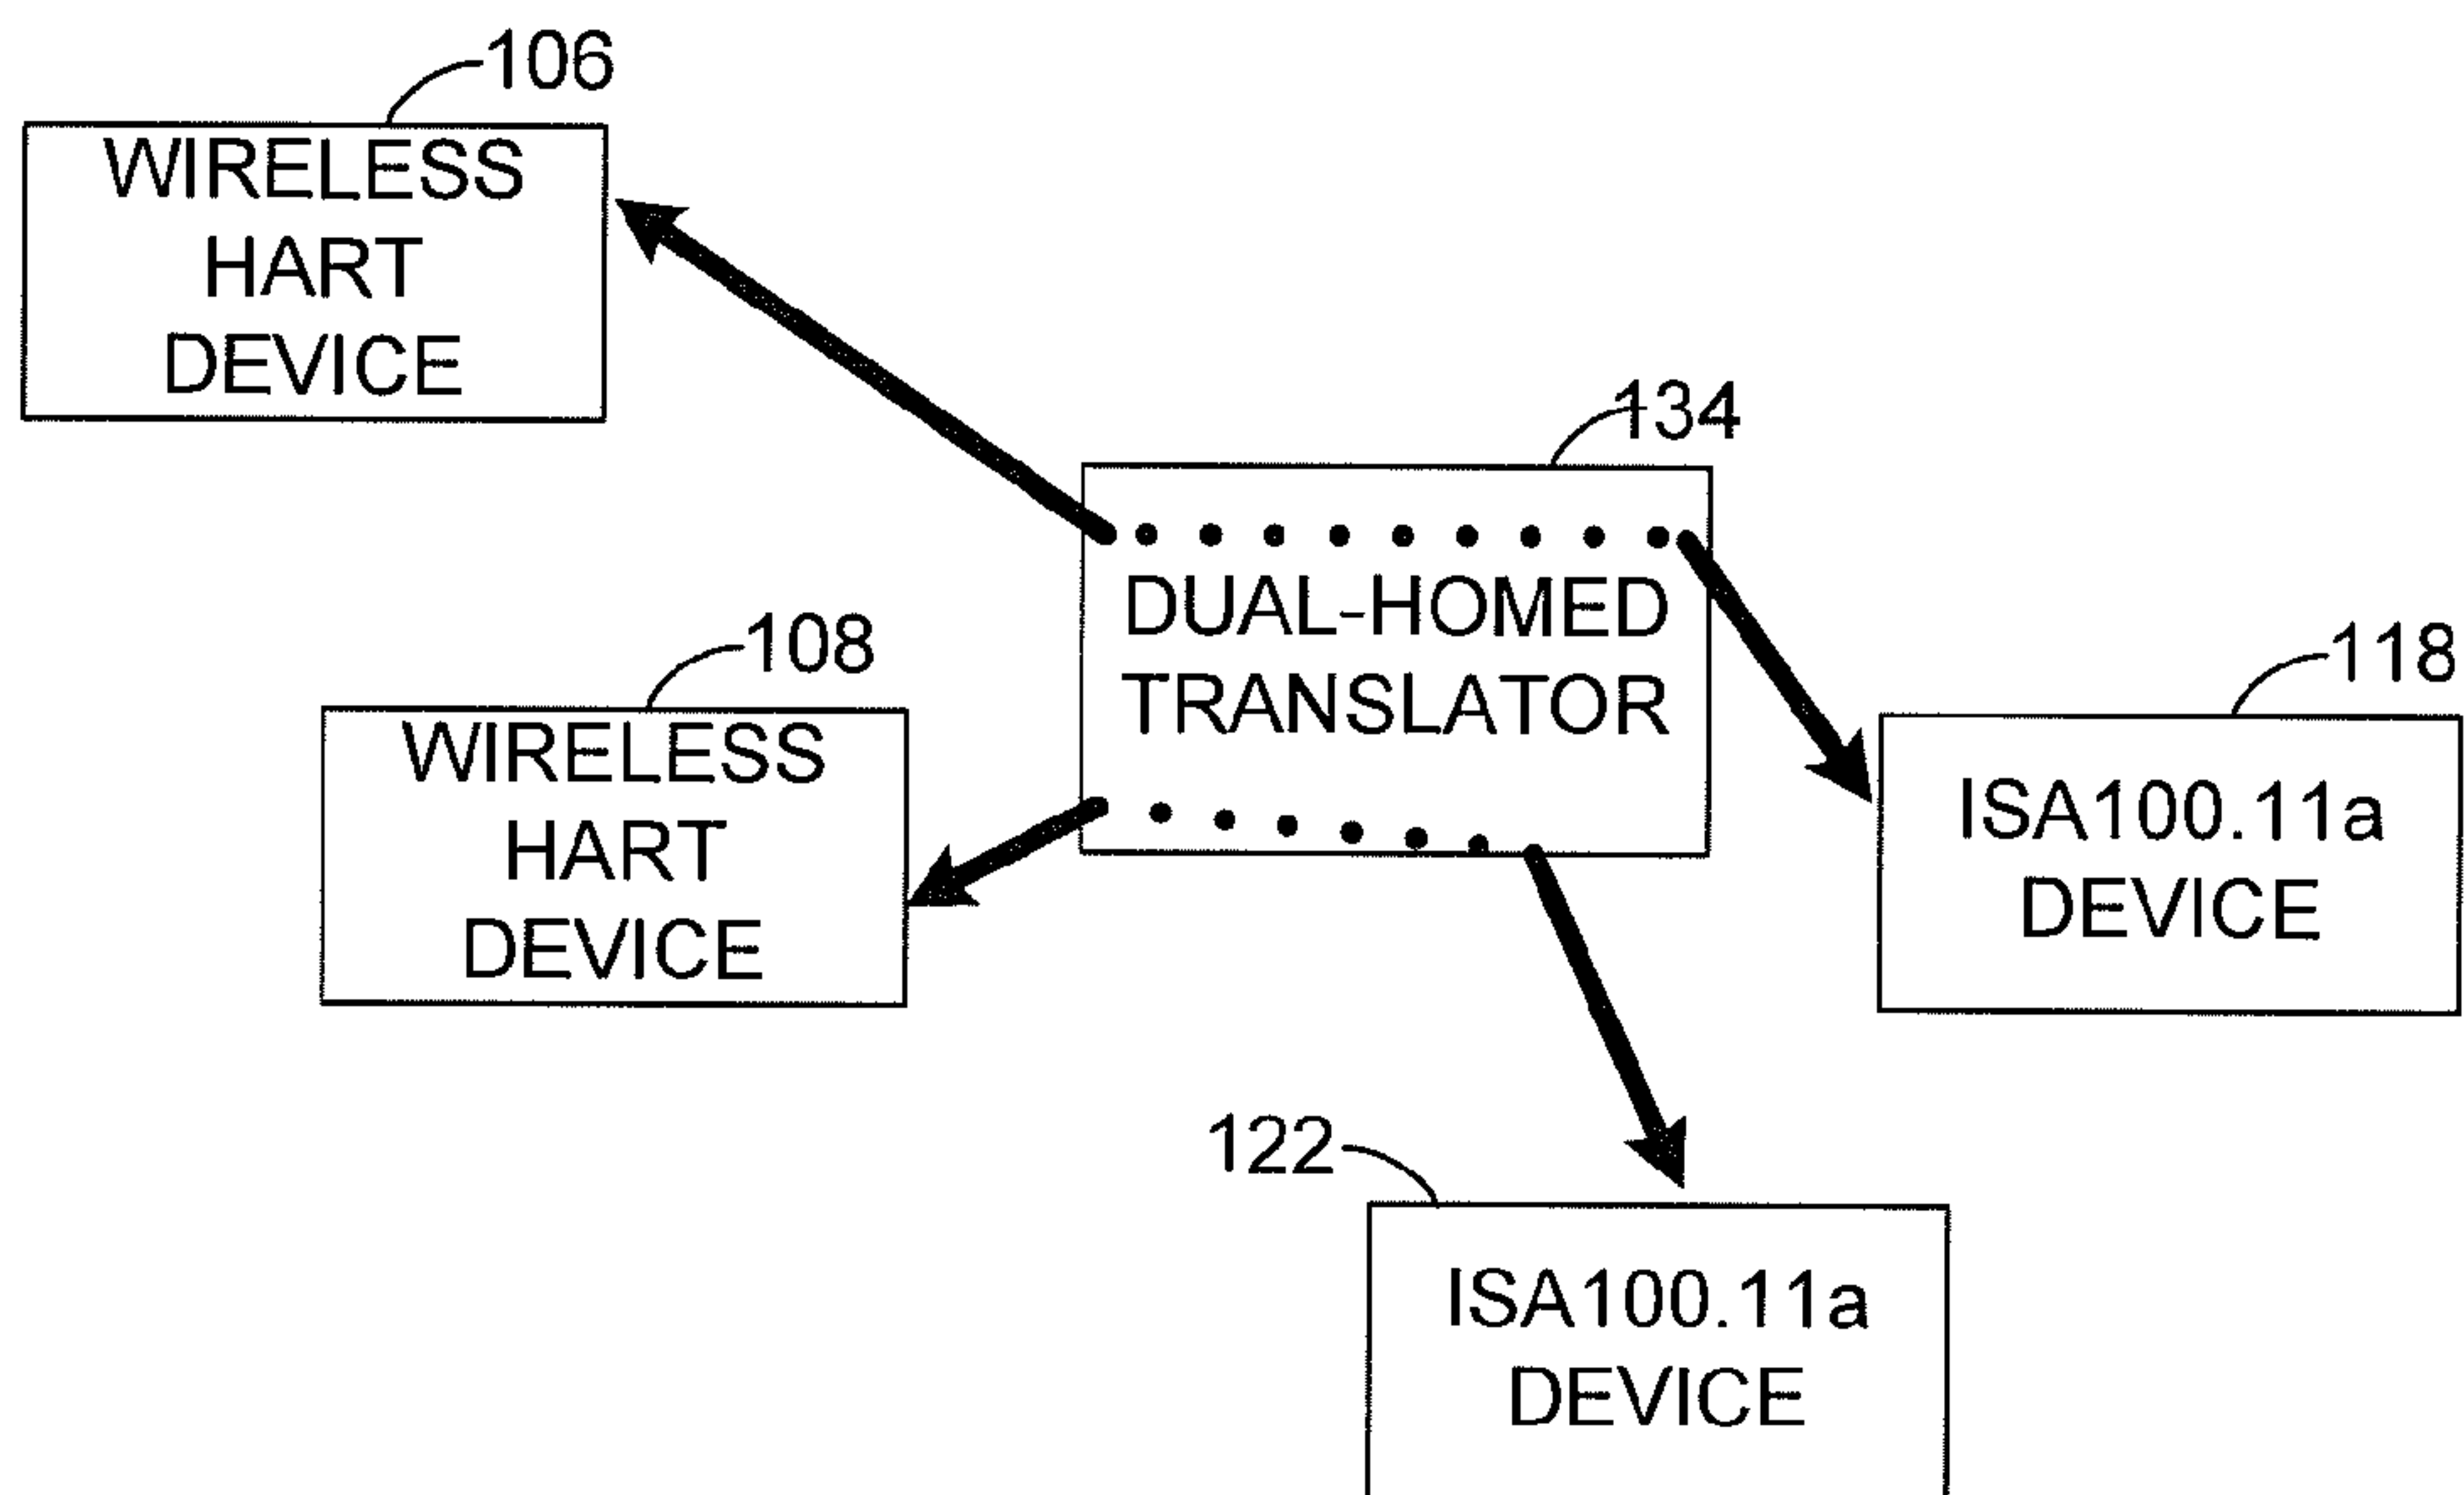 106
WIRELESS
HART
DEVICE
134
DUAL-HOMED
TRANSLATOR
108
WIRELESS
HART
DEVICE
118
ISA100.11a
DEVICE
122
ISA100.11a
DEVICE